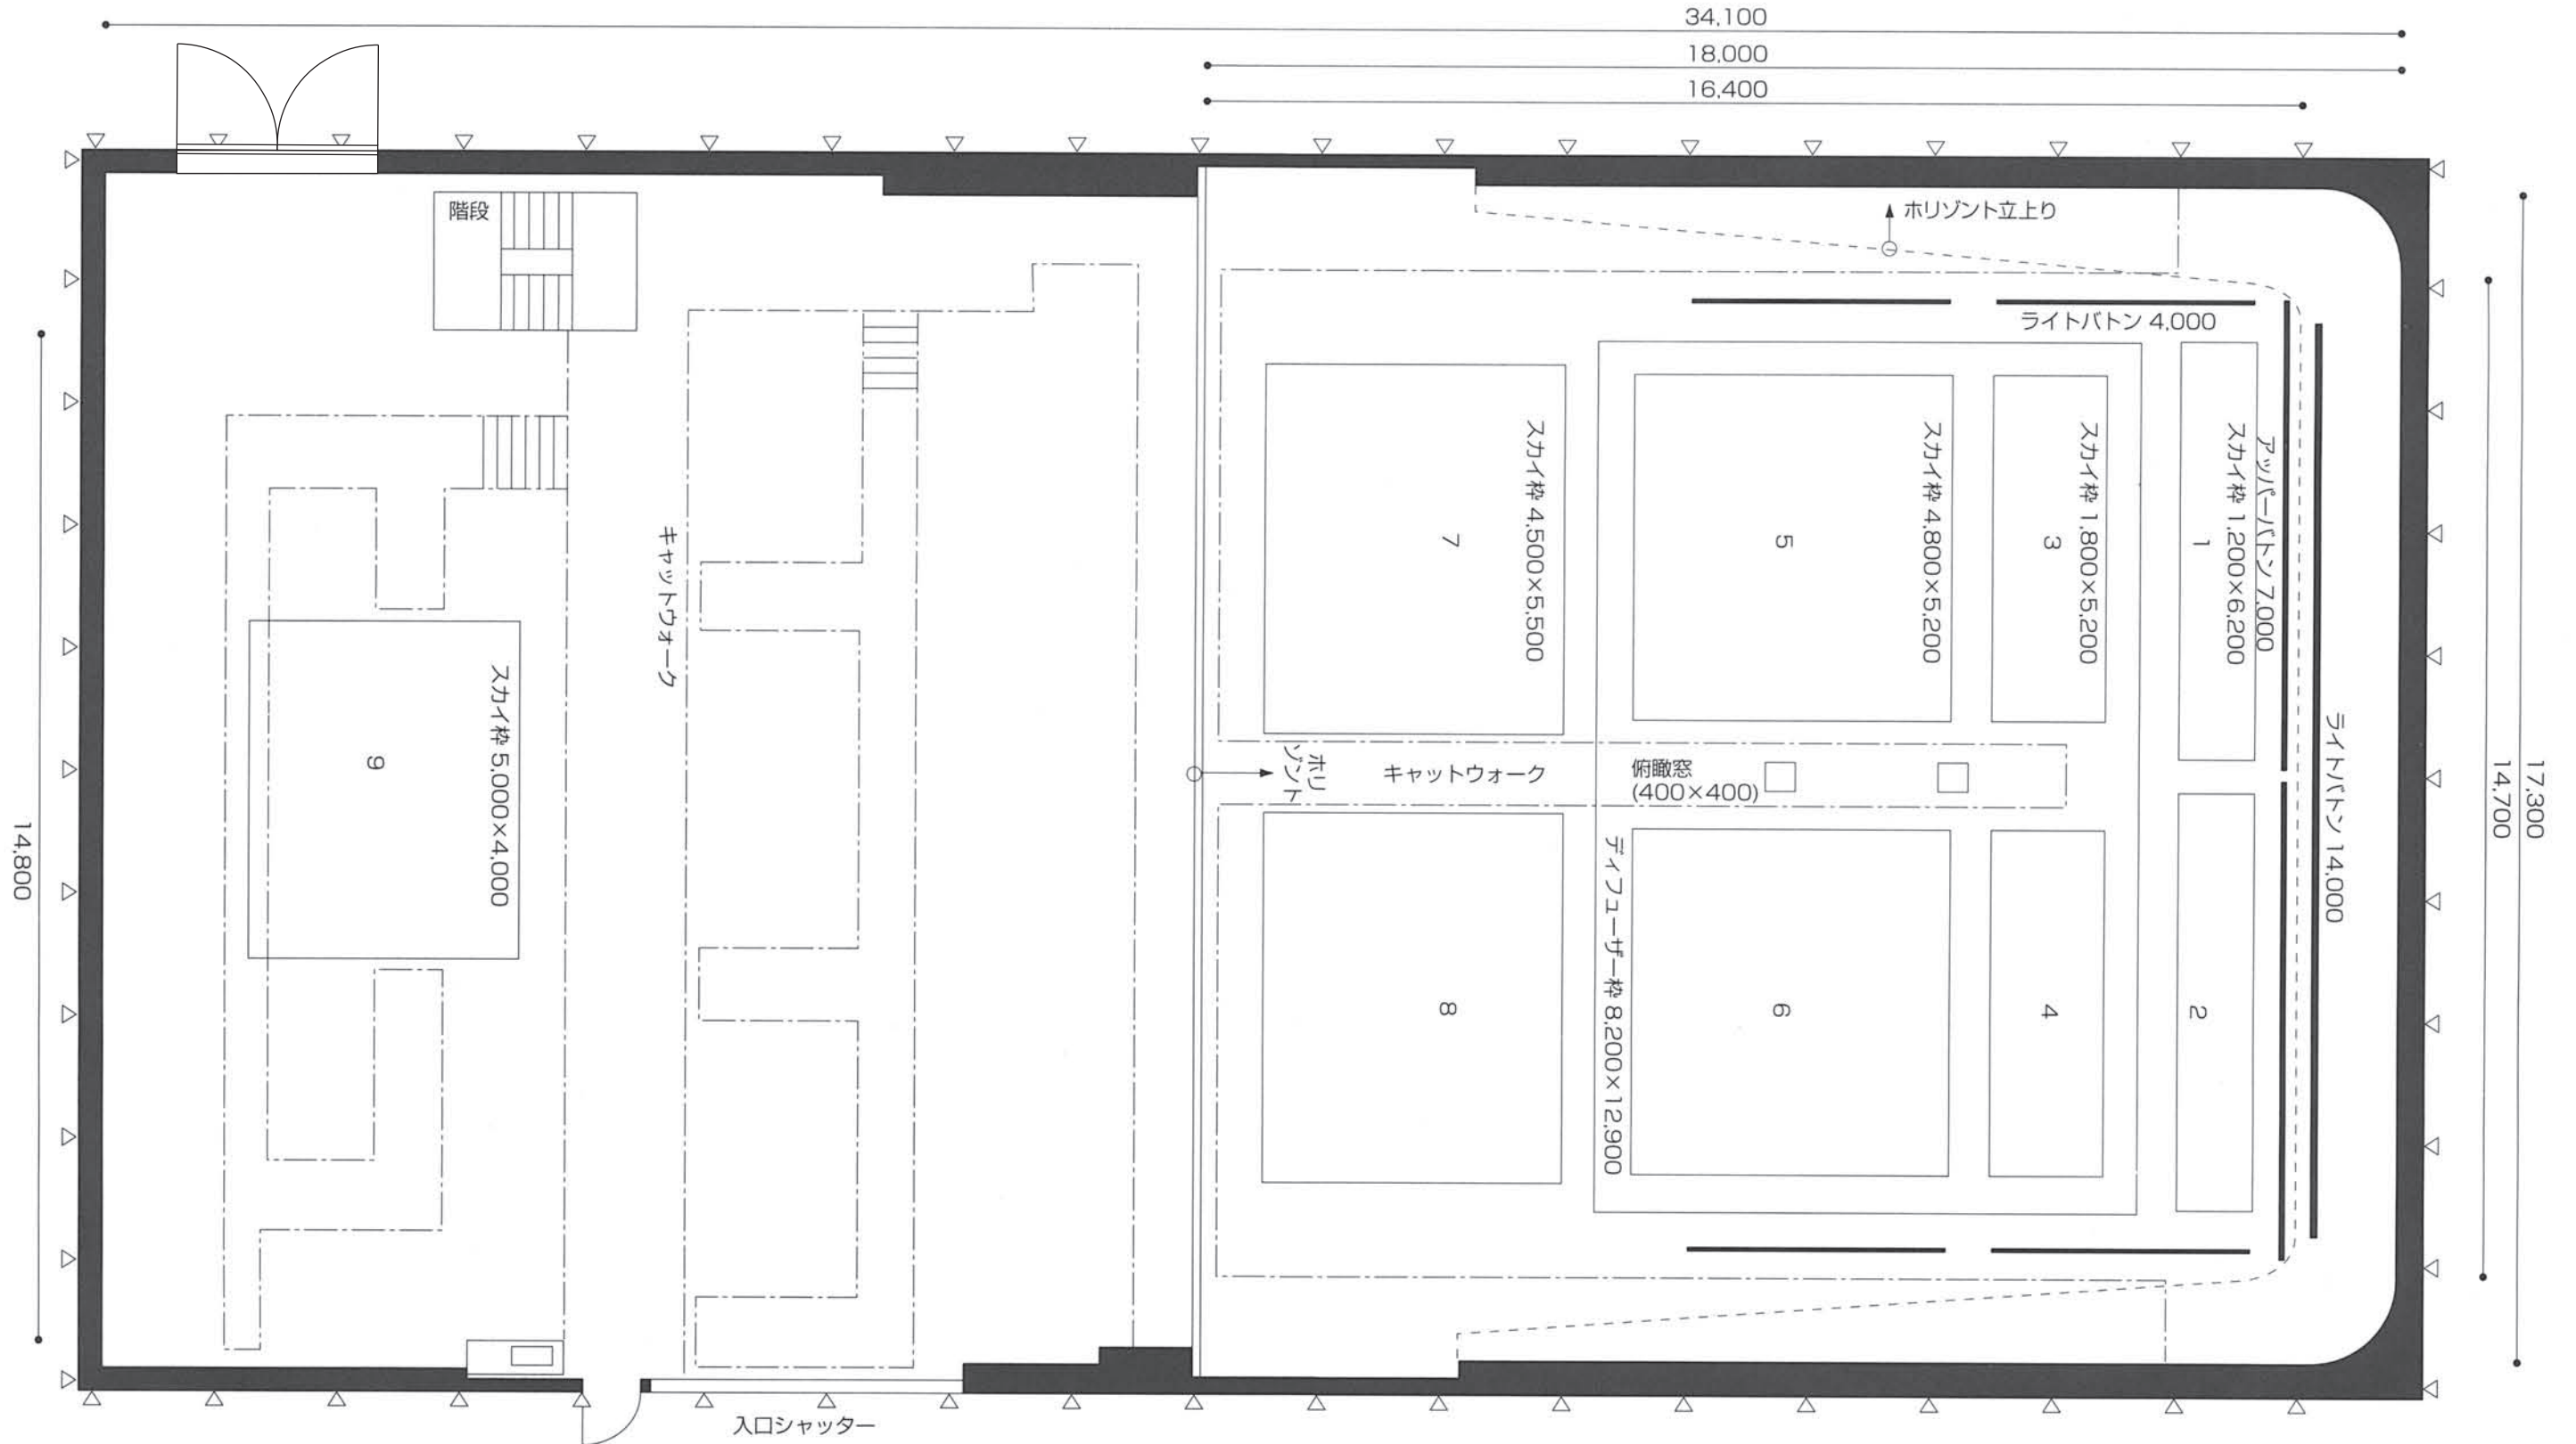 34,100
18,000
16,400
階段
ホリゾント立上り
ライトバトン 4,000
アッパーバトン 7,000
スカイ枠 1,200×6,200
1
スカイ枠 1,800×5,200
3
スカイ枠 4,800×5,200
5
スカイ枠 4,500×5,500
7
キャットウォーク
スカイ枠 5,000×4,000
9
ホリ
ゾント
キャットウォーク
俯瞰窓
(400×400)
ライトバトン 14,000
17,300
14,700
14,800
ディフューザー枠 8,200×12,900
8
6
4
2
入口シャッター